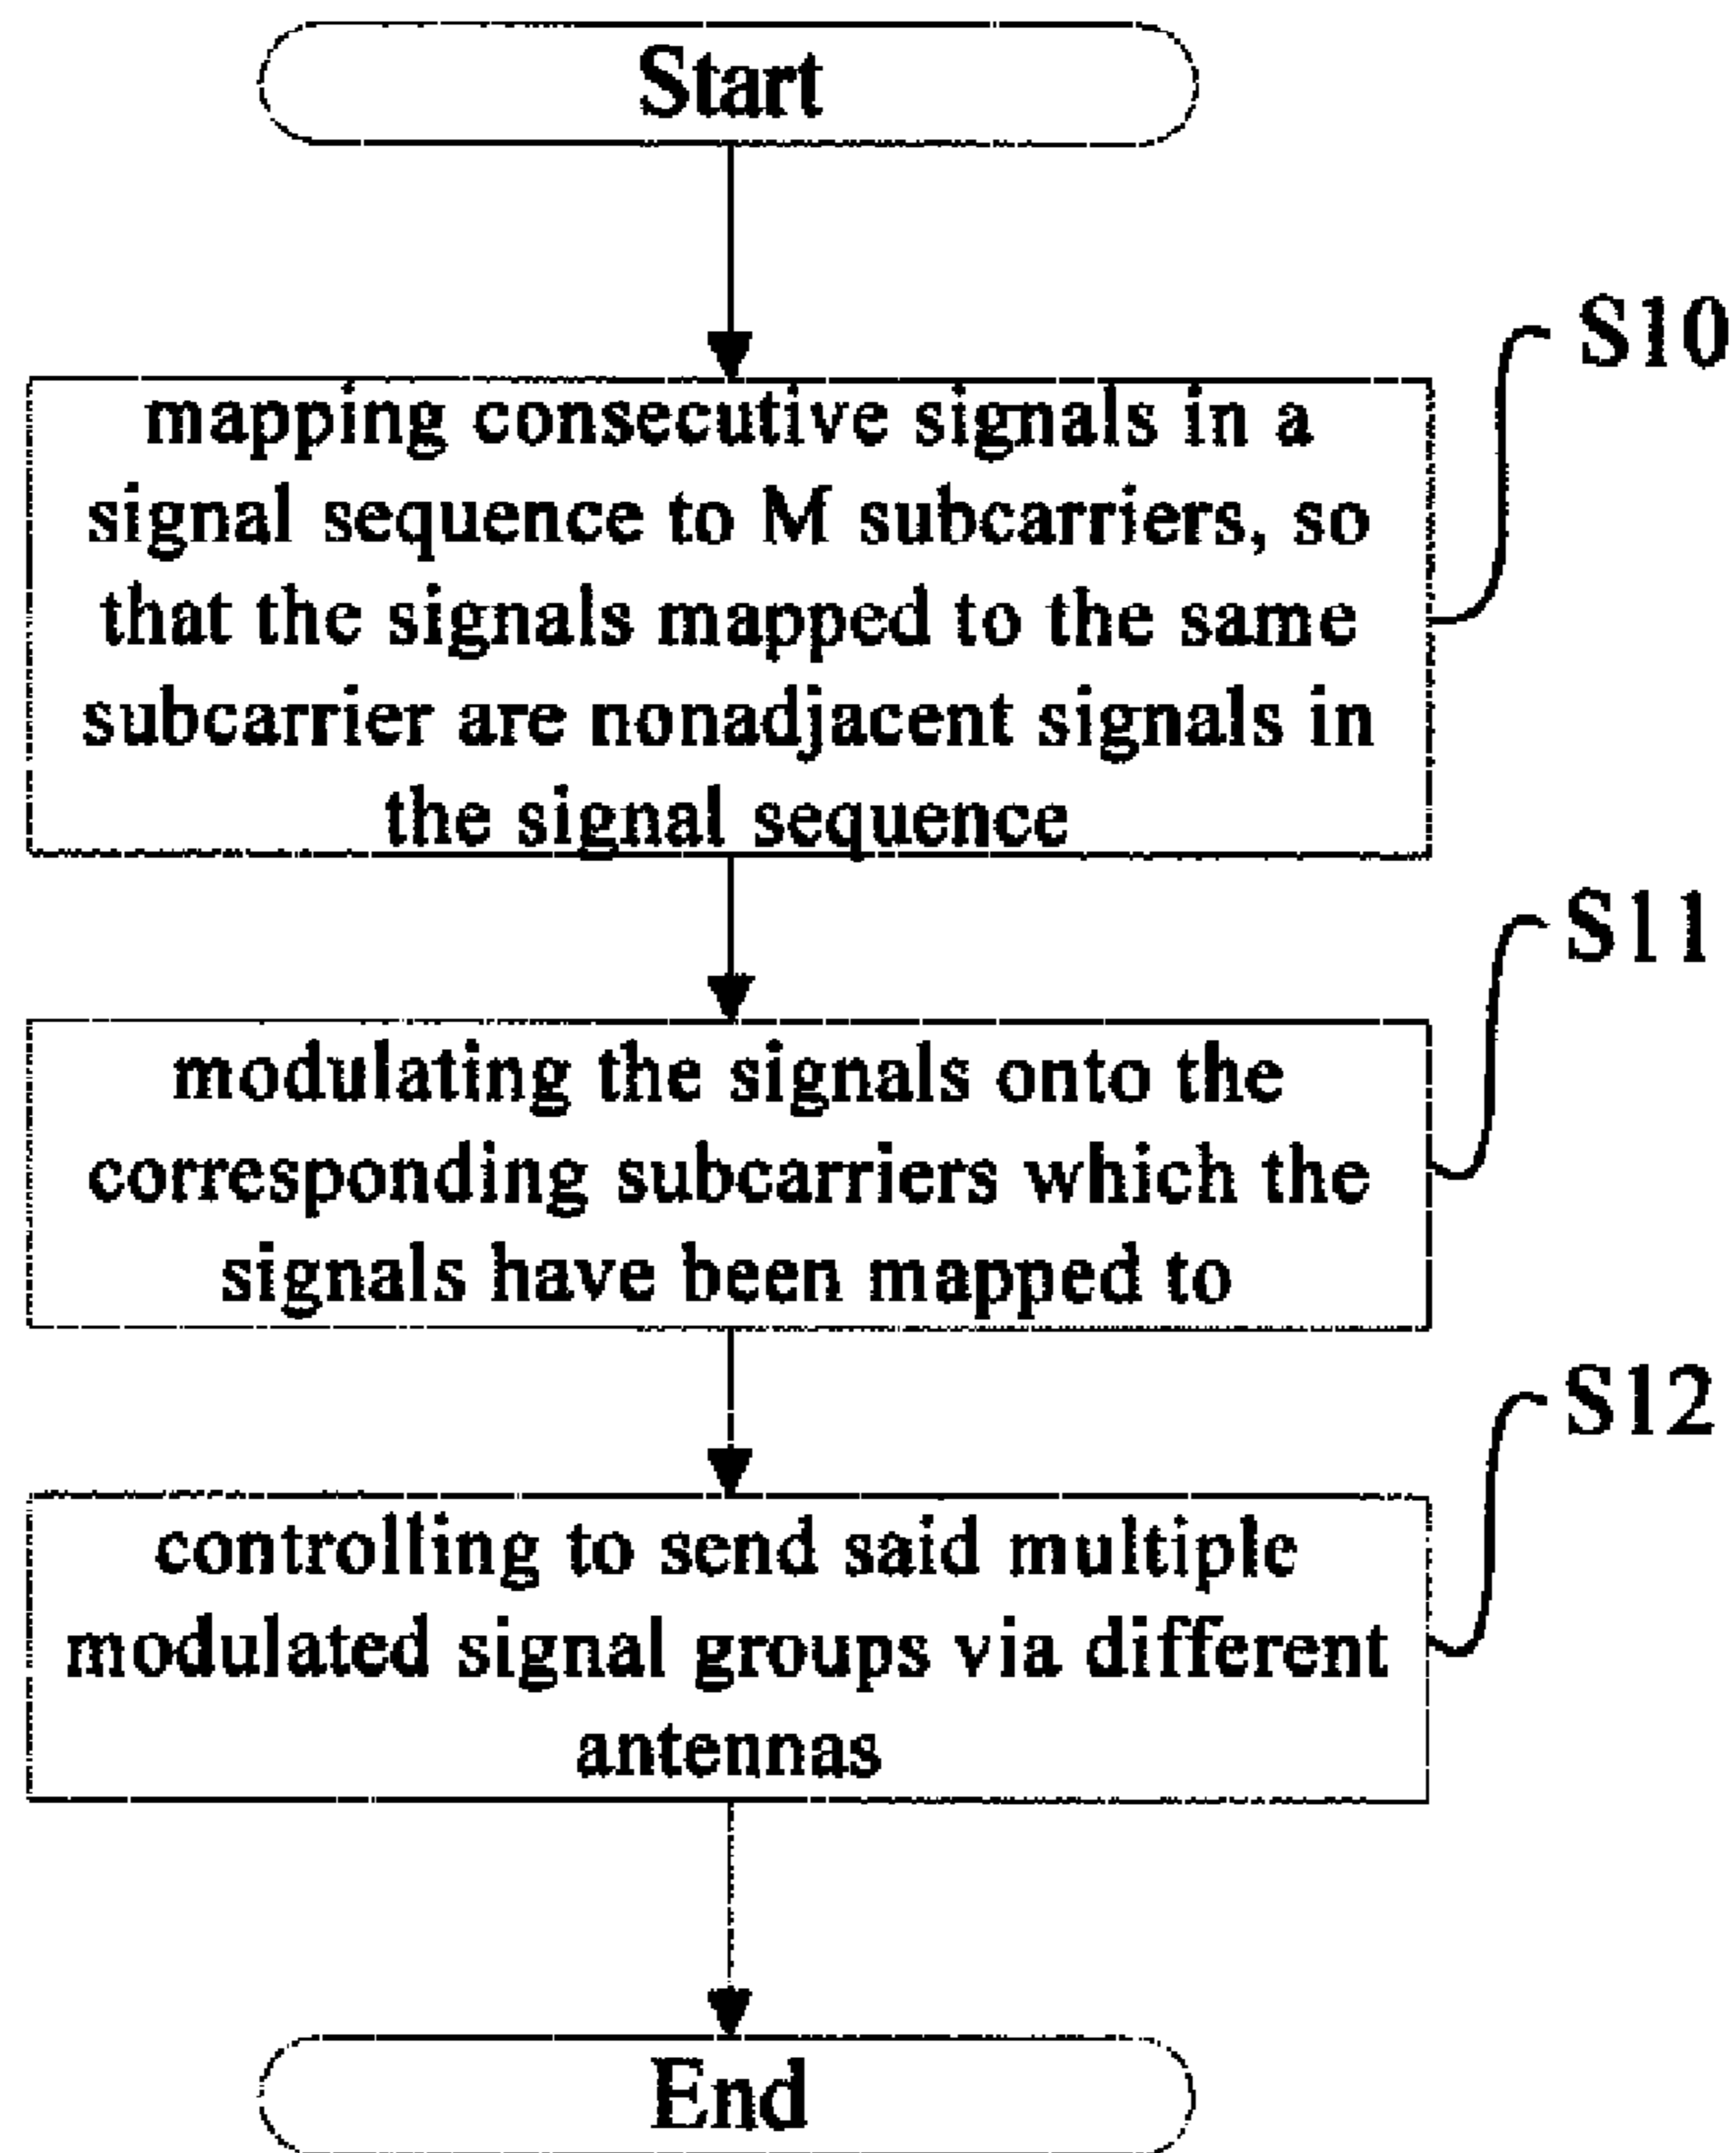 Start
S10
mapping consecutive signals in a
signal sequence to M subcarriers, so
that the signals mapped to the same
subcarrier are nonadjacent signals in
the signal sequence
S11
modulating the signals onto the
corresponding subcarriers which the
signals have been mapped to
S12
controlling to send said multiple
modulated signal groups via different
antennas
End